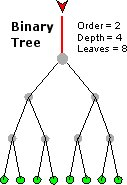 Binary
Tree
Order = 2
Depth = 4
Leaves = 8